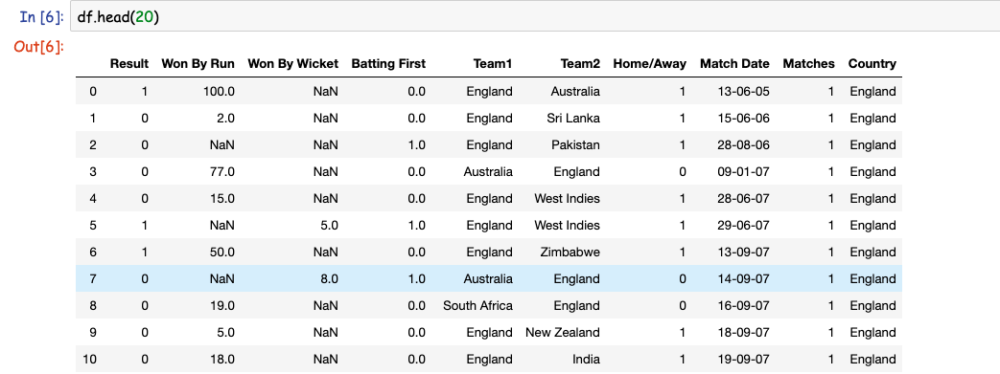 In [6]: df.head(20)
Out[6]:
Result Won By Run Won By Wicket Batting First Team1 Team2 Home/Away Match Date Matches Country
0 1 100.0 NaN 0.0 England Australia 1 13-06-05 1 England
1 0 2.0 NaN 0.0 England Sri Lanka 1 15-06-06 1 England
2 0 NaN NaN 1.0 England Pakistan 1 28-08-06 1 England
3 0 77.0 NaN 0.0 Australia England 0 09-01-07 1 England
4 0 15.0 NaN 0.0 England West Indies 1 28-06-07 1 England
5 1 NaN 5.0 1.0 England West Indies 1 29-06-07 1 England
6 1 50.0 NaN 0.0 England Zimbabwe 1 13-09-07 1 England
7 0 NaN 8.0 1.0 Australia England 0 14-09-07 1 England
8 0 19.0 NaN 0.0 South Africa England 0 16-09-07 1 England
9 0 5.0 NaN 0.0 England New Zealand 1 18-09-07 1 England
10 0 18.0 NaN 0.0 England India 1 19-09-07 1 England